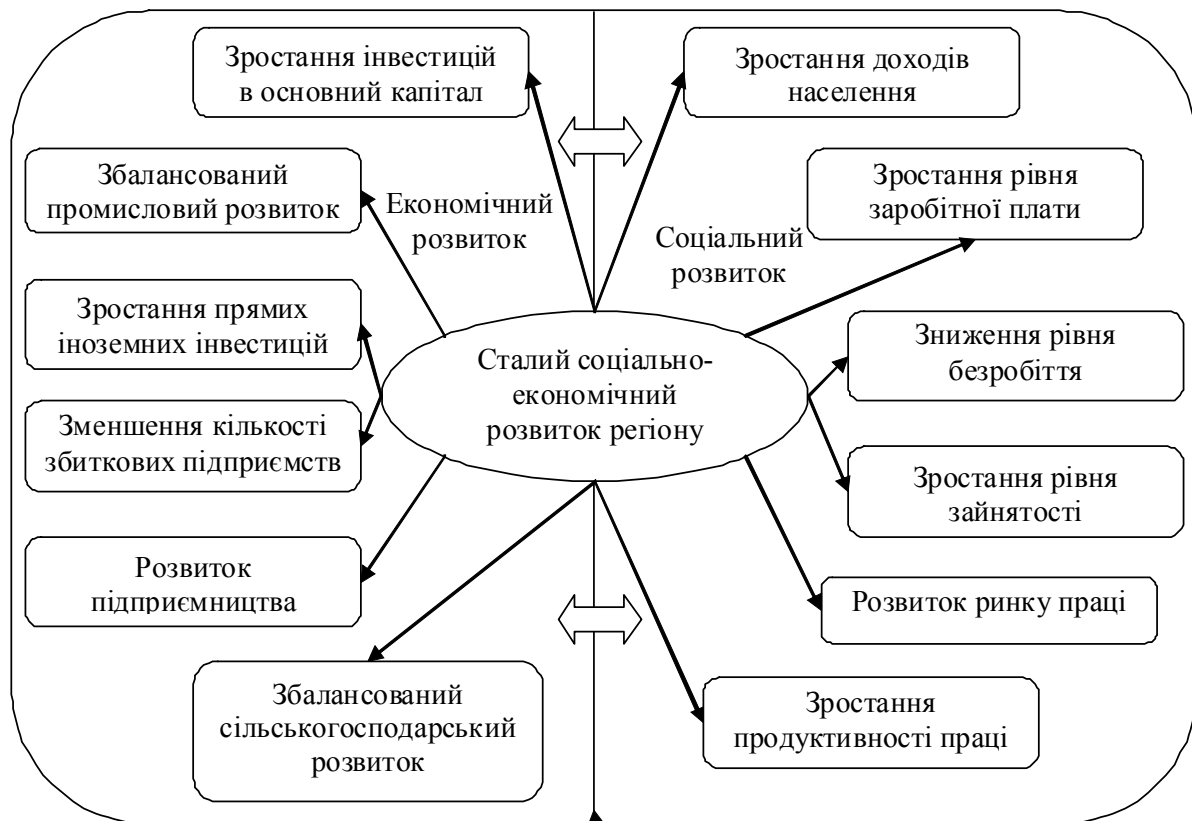 Зростання інвестицій
в основний капітал
Зростання доходів
населення
Збалансований
промисловий розвиток
Економічний
розвиток
Соціальний
розвиток
Зростання рівня
заробітної плати
Зростання прямих
іноземних інвестицій
Сталий соціально-
економічний
розвиток регіону
Зниження рівня
безробіття
Зменшення кількості
збиткових підприємств
Зростання рівня
зайнятості
Розвиток
підприємництва
Розвиток ринку праці
Збалансований
сільськогосподарський
розвиток
Зростання
продуктивності праці